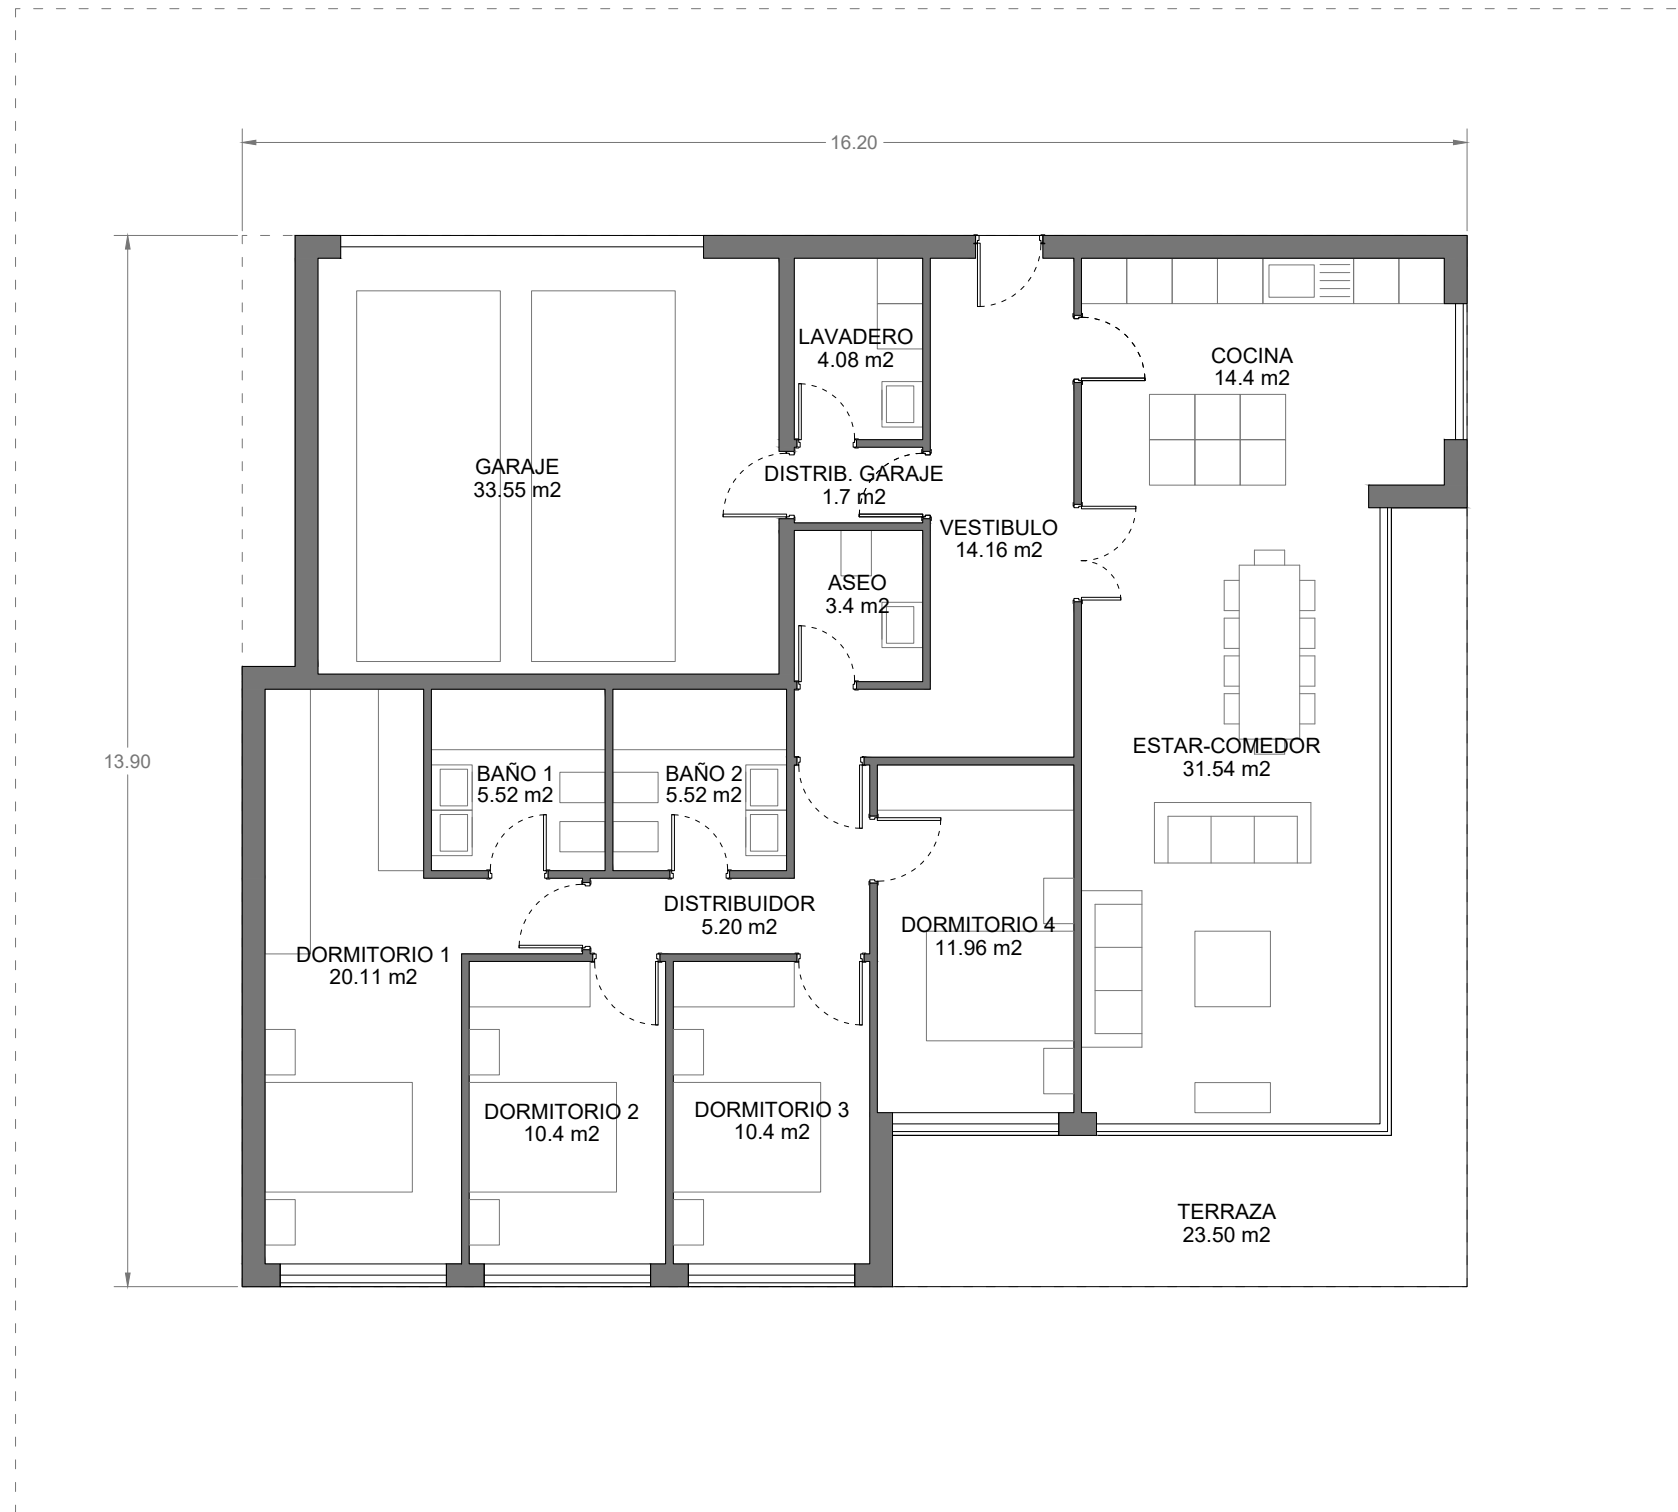 16.20
LAVADERO
4.08 m2
COCINA
14.4 m2
GARAJE
33.55 m2
DISTRIB. GARAJE
1.7 m2
VESTIBULO
14.16 m2
ASEO
3.4 m2
13.90
ESTAR-COMEDOR
31.54 m2
BAÑO 1
5.52 m2
BAÑO 2
5.52 m2
DISTRIBUIDOR
5.20 m2
DORMITORIO 4
11.96 m2
DORMITORIO 1
20.11 m2
DORMITORIO 2
10.4 m2
DORMITORIO 3
10.4 m2
TERRAZA
23.50 m2